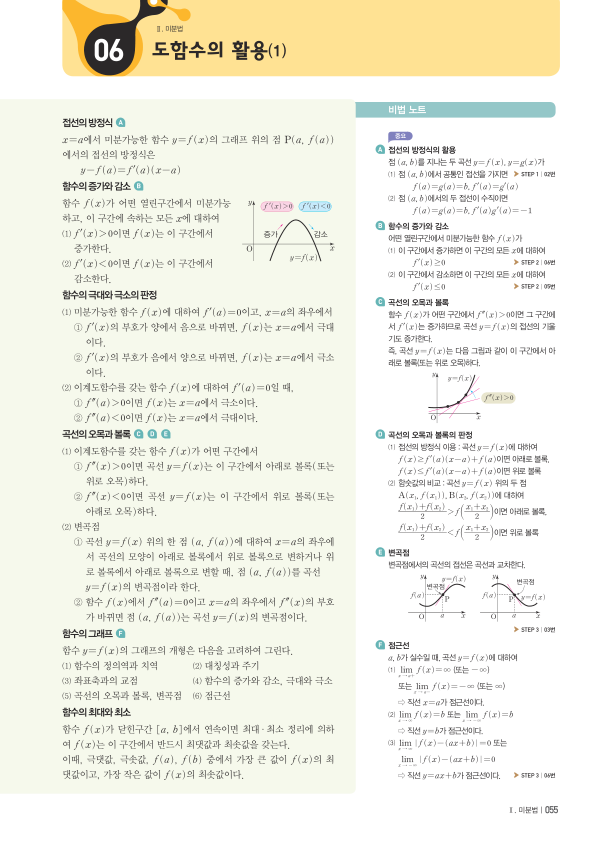 Ⅱ. 미분법
06 도함수의 활용(1)
접선의 방정식 A
x=a에서 미분가능한 함수 y=f(x)의 그래프 위의 점 P(a, f(a))
에서의 접선의 방정식은
y-f(a)=f'(a)(x-a)
함수의 증가와 감소 B
함수 f(x)가 어떤 열린구간에서 미분가능
하고, 이 구간에 속하는 모든 x에 대하여
⑴ f'(x)>0이면 f(x)는 이 구간에서
증가한다.
⑵ f'(x)<0이면 f(x)는 이 구간에서
감소한다.
y f'(x)>0 f'(x)<0
증가 감소
O x
y=f(x)
함수의 극대와 극소의 판정
⑴ 미분가능한 함수 f(x)에 대하여 f'(a)=0이고, x=a의 좌우에서
① f'(x)의 부호가 양에서 음으로 바뀌면, f(x)는 x=a에서 극대
이다.
② f'(x)의 부호가 음에서 양으로 바뀌면, f(x)는 x=a에서 극소
이다.
⑵ 이계도함수를 갖는 함수 f(x)에 대하여 f'(a)=0일 때,
① f''(a)>0이면 f(x)는 x=a에서 극소이다.
② f''(a)<0이면 f(x)는 x=a에서 극대이다.
곡선의 오목과 볼록 C D E
⑴ 이계도함수를 갖는 함수 f(x)가 어떤 구간에서
① f''(x)>0이면 곡선 y=f(x)는 이 구간에서 아래로 볼록(또는
위로 오목)하다.
② f''(x)<0이면 곡선 y=f(x)는 이 구간에서 위로 볼록(또는
아래로 오목)하다.
⑵ 변곡점
① 곡선 y=f(x) 위의 한 점 (a, f(a))에 대하여 x=a의 좌우에
서 곡선의 모양이 아래로 볼록에서 위로 볼록으로 변하거나 위
로 볼록에서 아래로 볼록으로 변할 때, 점 (a, f(a))를 곡선
y=f(x)의 변곡점이라 한다.
② 함수 f(x)에서 f''(a)=0이고 x=a의 좌우에서 f''(x)의 부호
가 바뀌면 점 (a, f(a))는 곡선 y=f(x)의 변곡점이다.
함수의 그래프 F
함수 y=f(x)의 그래프의 개형은 다음을 고려하여 그린다.
⑴ 함수의 정의역과 치역 ⑵ 대칭성과 주기
⑶ 좌표축과의 교점 ⑷ 함수의 증가와 감소, 극대와 극소
⑸ 곡선의 오목과 볼록, 변곡점 ⑹ 점근선
함수의 최대와 최소
함수 f(x)가 닫힌구간 [a, b]에서 연속이면 최대·최소 정리에 의하
여 f(x)는 이 구간에서 반드시 최댓값과 최솟값을 갖는다.
이때, 극댓값, 극솟값, f(a), f(b) 중에서 가장 큰 값이 f(x)의 최
댓값이고, 가장 작은 값이 f(x)의 최솟값이다.
비법 노트
중요
A 접선의 방정식의 활용
점 (a, b)를 지나는 두 곡선 y=f(x), y=g(x)가
⑴ 점 (a, b)에서 공통인 접선을 가지면 STEP 1 | 02번
f(a)=g(a)=b, f'(a)=g'(a)
⑵ 점 (a, b)에서의 두 접선이 수직이면
f(a)=g(a)=b, f'(a)g'(a)=-1
B 함수의 증가와 감소
어떤 열린구간에서 미분가능한 함수 f(x)가
⑴ 이 구간에서 증가하면 이 구간의 모든 x에 대하여
f'(x)≥0 STEP 2 | 06번
⑵ 이 구간에서 감소하면 이 구간의 모든 x에 대하여
f'(x)≤0 STEP 2 | 05번
C 곡선의 오목과 볼록
함수 f(x)가 어떤 구간에서 f''(x)>0이면 그 구간에
서 f'(x)는 증가하므로 곡선 y=f(x)의 접선의 기울
기도 증가한다.
즉, 곡선 y=f(x)는 다음 그림과 같이 이 구간에서 아
래로 볼록(또는 위로 오목)하다.
y y=f(x)
f''(x)>0
O x
D 곡선의 오목과 볼록의 판정
⑴ 접선의 방정식 이용 : 곡선 y=f(x)에 대하여
f(x)≥f'(a)(x-a)+f(a)이면 아래로 볼록,
f(x)≤f'(a)(x-a)+f(a)이면 위로 볼록
⑵ 함숫값의 비교 : 곡선 y=f(x) 위의 두 점
A(x₁, f(x₁)), B(x₂, f(x₂))에 대하여
(f(x₁)+f(x₂))/2 > f((x₁+x₂)/2)이면 아래로 볼록,
(f(x₁)+f(x₂))/2 < f((x₁+x₂)/2)이면 위로 볼록
E 변곡점
변곡점에서의 곡선의 접선은 곡선과 교차한다.
y y=f(x) 변곡점 f(a) P O a x
y 변곡점 f(a) P y=f(x) O a x
STEP 3 | 03번
F 점근선
a, b가 실수일 때, 곡선 y=f(x)에 대하여
⑴ lim f(x)=∞ (또는 -∞)
또는 lim f(x)=-∞ (또는 ∞)
⇨ 직선 x=a가 점근선이다.
⑵ lim f(x)=b 또는 lim f(x)=b
⇨ 직선 y=b가 점근선이다.
⑶ lim {f(x)-(ax+b)}=0 또는
lim {f(x)-(ax+b)}=0
⇨ 직선 y=ax+b가 점근선이다. STEP 3 | 06번
Ⅱ. 미분법 | 055